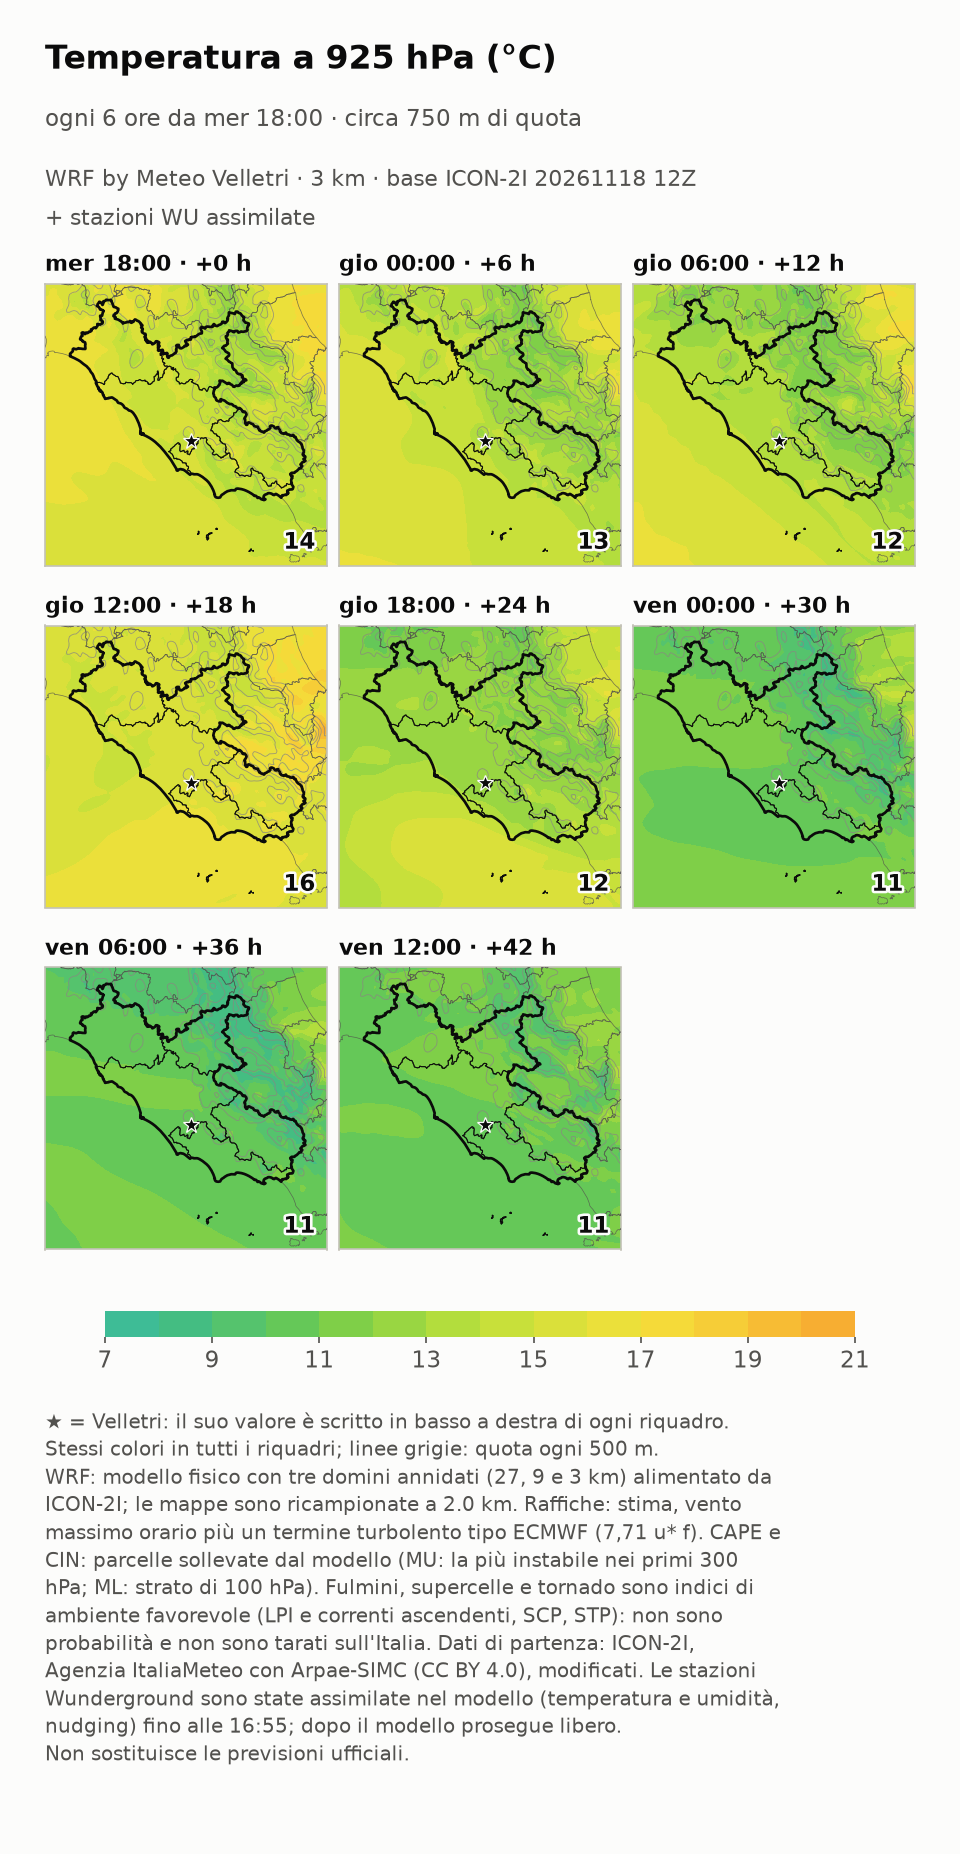 Temperatura a 925 hPa (°C)
ogni 6 ore da mer 18:00 · circa 750 m di quota
WRF by Meteo Velletri · 3 km · base ICON-2I 20261118 12Z
+ stazioni WU assimilate
mer 18:00 · +0 h
gio 00:00 · +6 h
gio 06:00 · +12 h
14
13
12
gio 12:00 · +18 h
gio 18:00 · +24 h
ven 00:00 · +30 h
16
12
11
ven 06:00 · +36 h
ven 12:00 · +42 h
11
11
7 9 11 13 15 17 19 21
★ = Velletri: il suo valore è scritto in basso a destra di ogni riquadro.
Stessi colori in tutti i riquadri; linee grigie: quota ogni 500 m.
WRF: modello fisico con tre domini annidati (27, 9 e 3 km) alimentato da
ICON-2I; le mappe sono ricampionate a 2.0 km. Raffiche: stima, vento
massimo orario più un termine turbolento tipo ECMWF (7,71 u* f). CAPE e
CIN: parcelle sollevate dal modello (MU: la più instabile nei primi 300
hPa; ML: strato di 100 hPa). Fulmini, supercelle e tornado sono indici di
ambiente favorevole (LPI e correnti ascendenti, SCP, STP): non sono
probabilità e non sono tarati sull'Italia. Dati di partenza: ICON-2I,
Agenzia ItaliaMeteo con Arpae-SIMC (CC BY 4.0), modificati. Le stazioni
Wunderground sono state assimilate nel modello (temperatura e umidità,
nudging) fino alle 16:55; dopo il modello prosegue libero.
Non sostituisce le previsioni ufficiali.